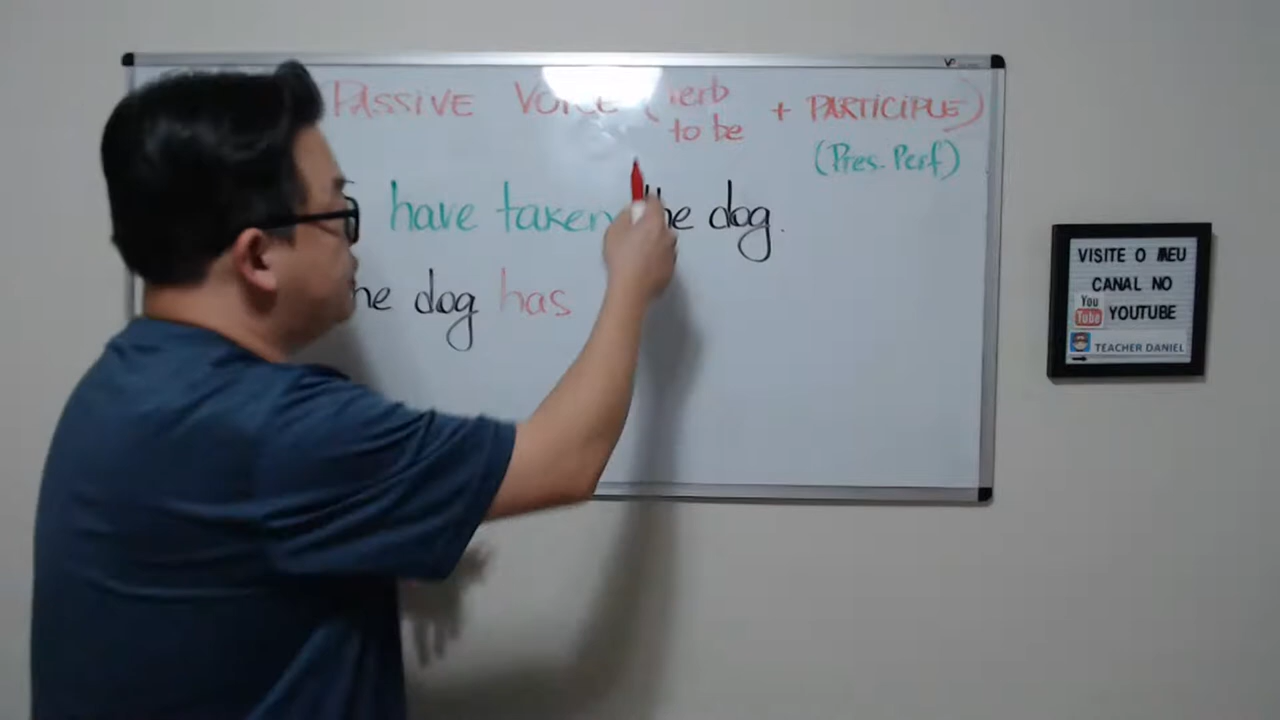 PASSIVE VOICE (verb to be + PARTICIPLE)
(Pres. Perf)
have taken the dog.
he dog has
VISITE O MEU
CANAL NO
You Tube YOUTUBE
TEACHER DANIEL